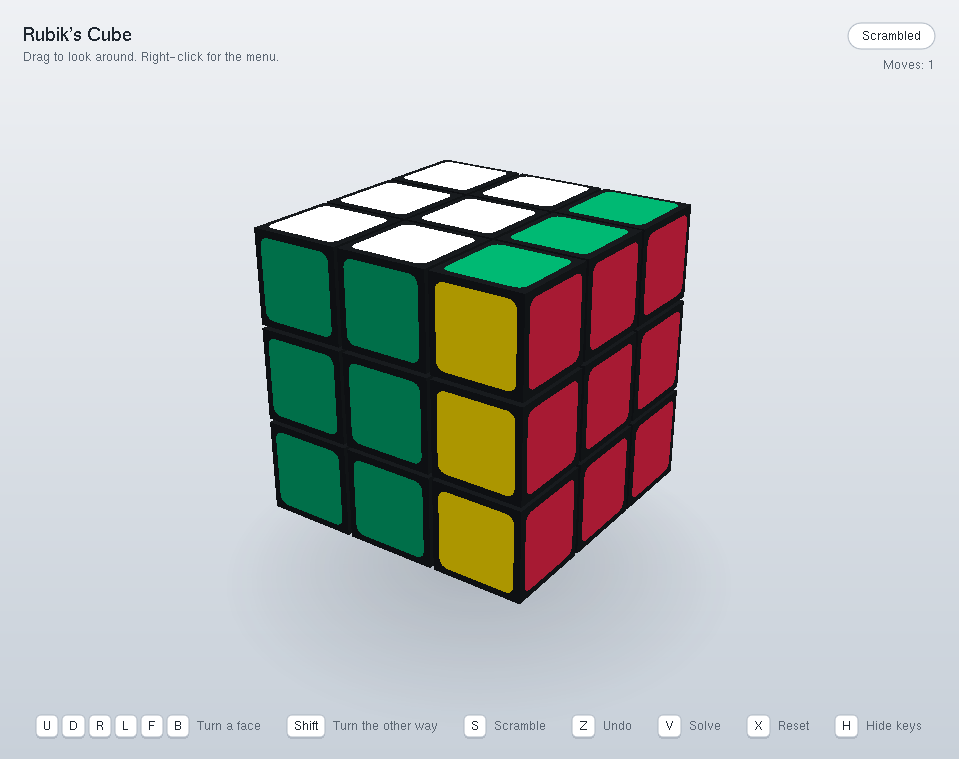 Rubik's Cube
Drag to look around. Right-click for the menu.
Scrambled
Moves: 1
U D R L F B Turn a face Shift Turn the other way S Scramble Z Undo V Solve X Reset H Hide keys